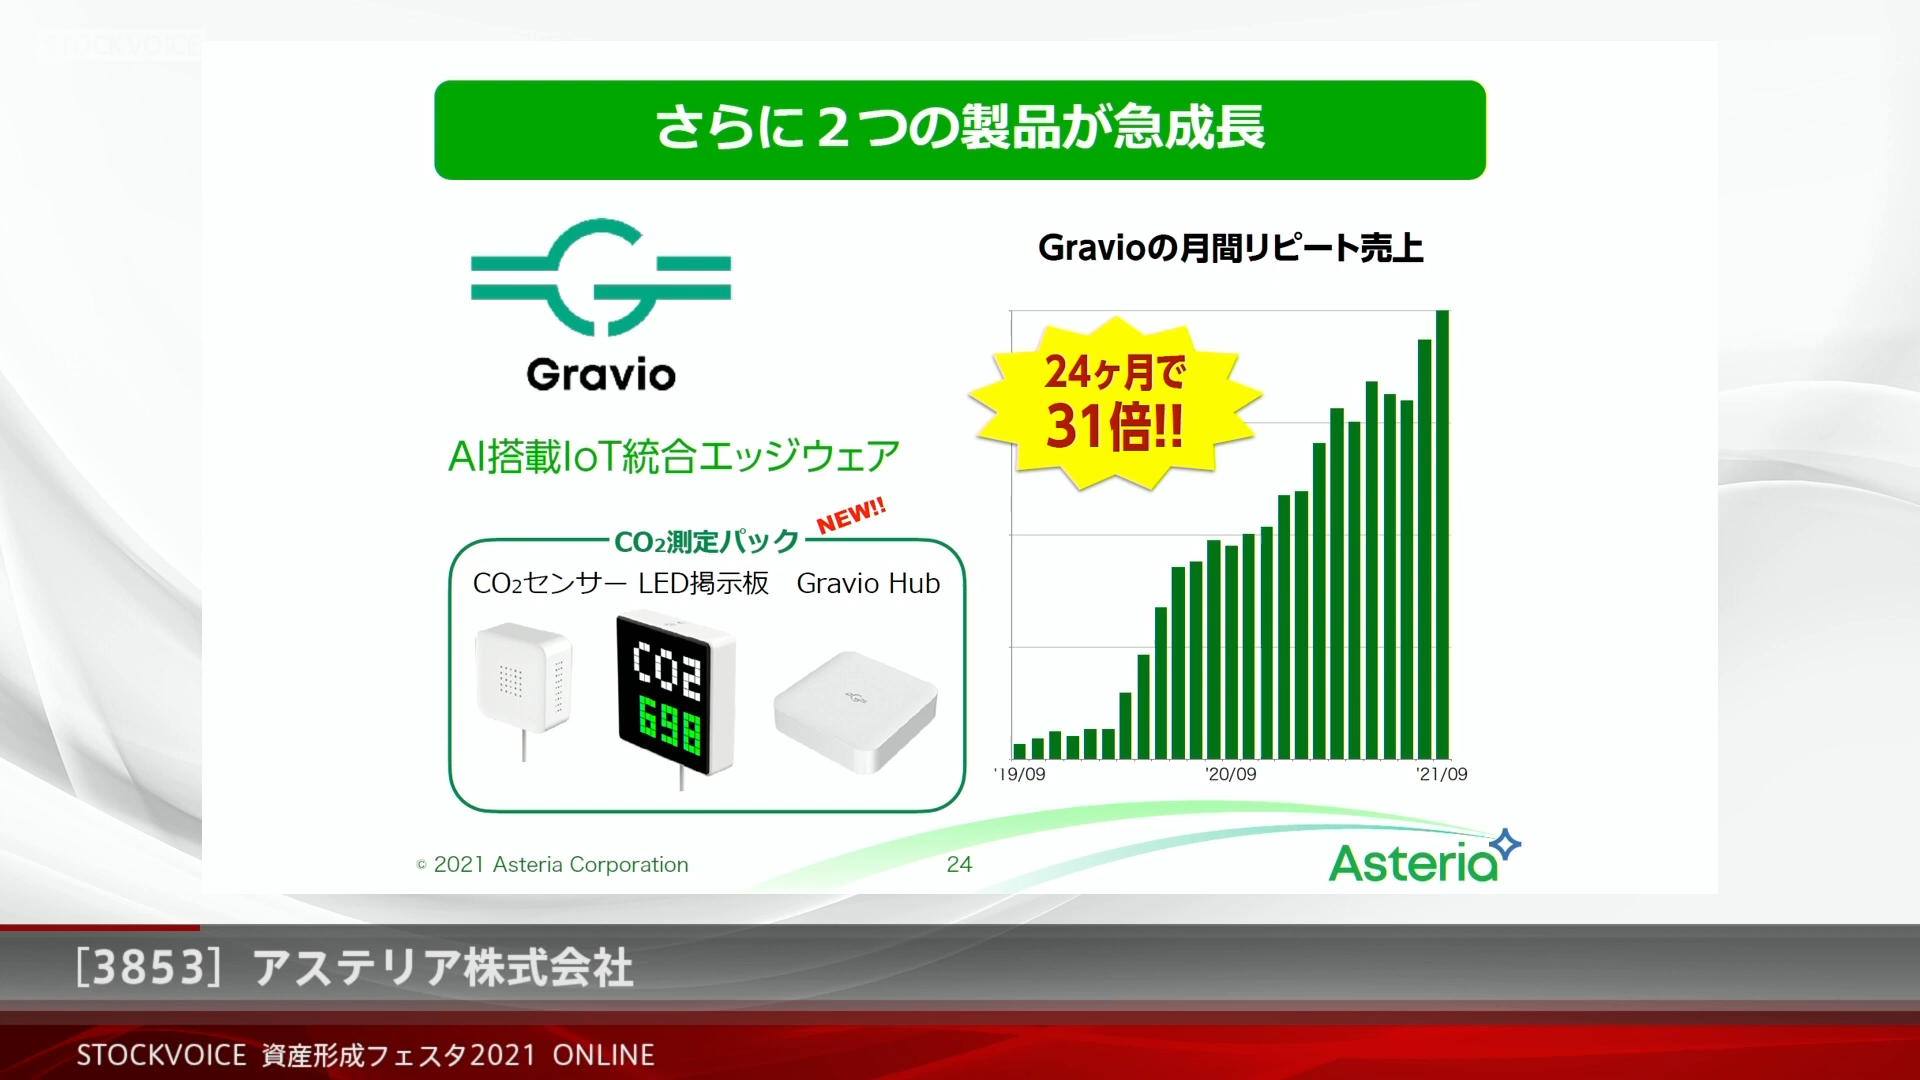 STOCKVOICE
さらに２つの製品が急成長
Gravio
AI搭載IoT統合エッジウェア
NEW!!
CO₂測定パック
CO₂センサー LED掲示板 Gravio Hub
CO2
698
Gravioの月間リピート売上
24ヶ月で
31倍!!
'19/09 '20/09 '21/09
© 2021 Asteria Corporation
24
Asteria
[3853] アステリア株式会社
STOCKVOICE 資産形成フェスタ2021 ONLINE